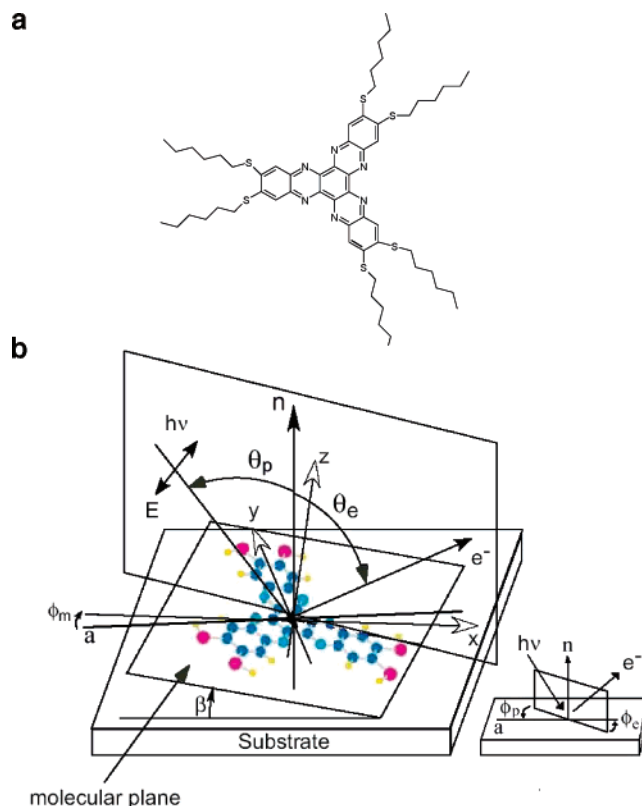 a
S
S
N
N
N
N
N
N
S
S
S
S
b
n
hν
z
θp
E
y
θe
e-
ϕm
a
x
β
Substrate
molecular plane
hν
n
e-
ϕp
a
ϕe